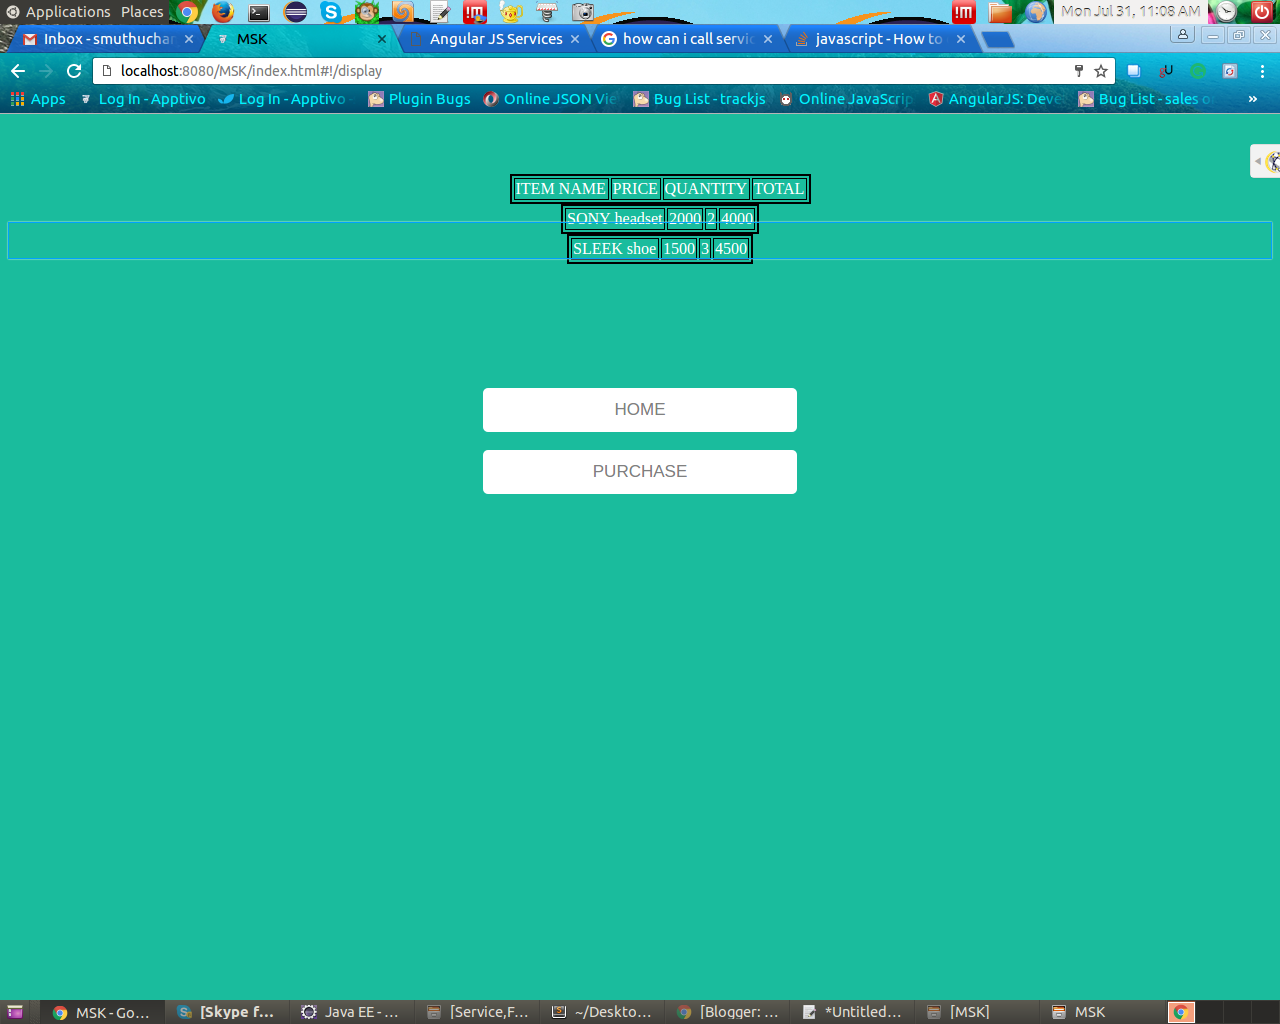 Applications Places Mon Jul 31, 11:08 AM
Inbox - smuthuchar MSK Angular JS Services how can i call servic javascript - How to
localhost:8080/MSK/index.html#!/display
Apps Log In - Apptivo Log In - Apptivo Plugin Bugs Online JSON Vie Bug List - trackjs Online JavaScrip AngularJS: Deve Bug List - sales or »
ITEM NAME PRICE QUANTITY TOTAL
SONY headset 2000 2 4000
SLEEK shoe 1500 3 4500
HOME
PURCHASE
MSK - Go... [Skype f... Java EE - ... [Service,F... ~/Deskto... [Blogger: ... *Untitled... [MSK] MSK